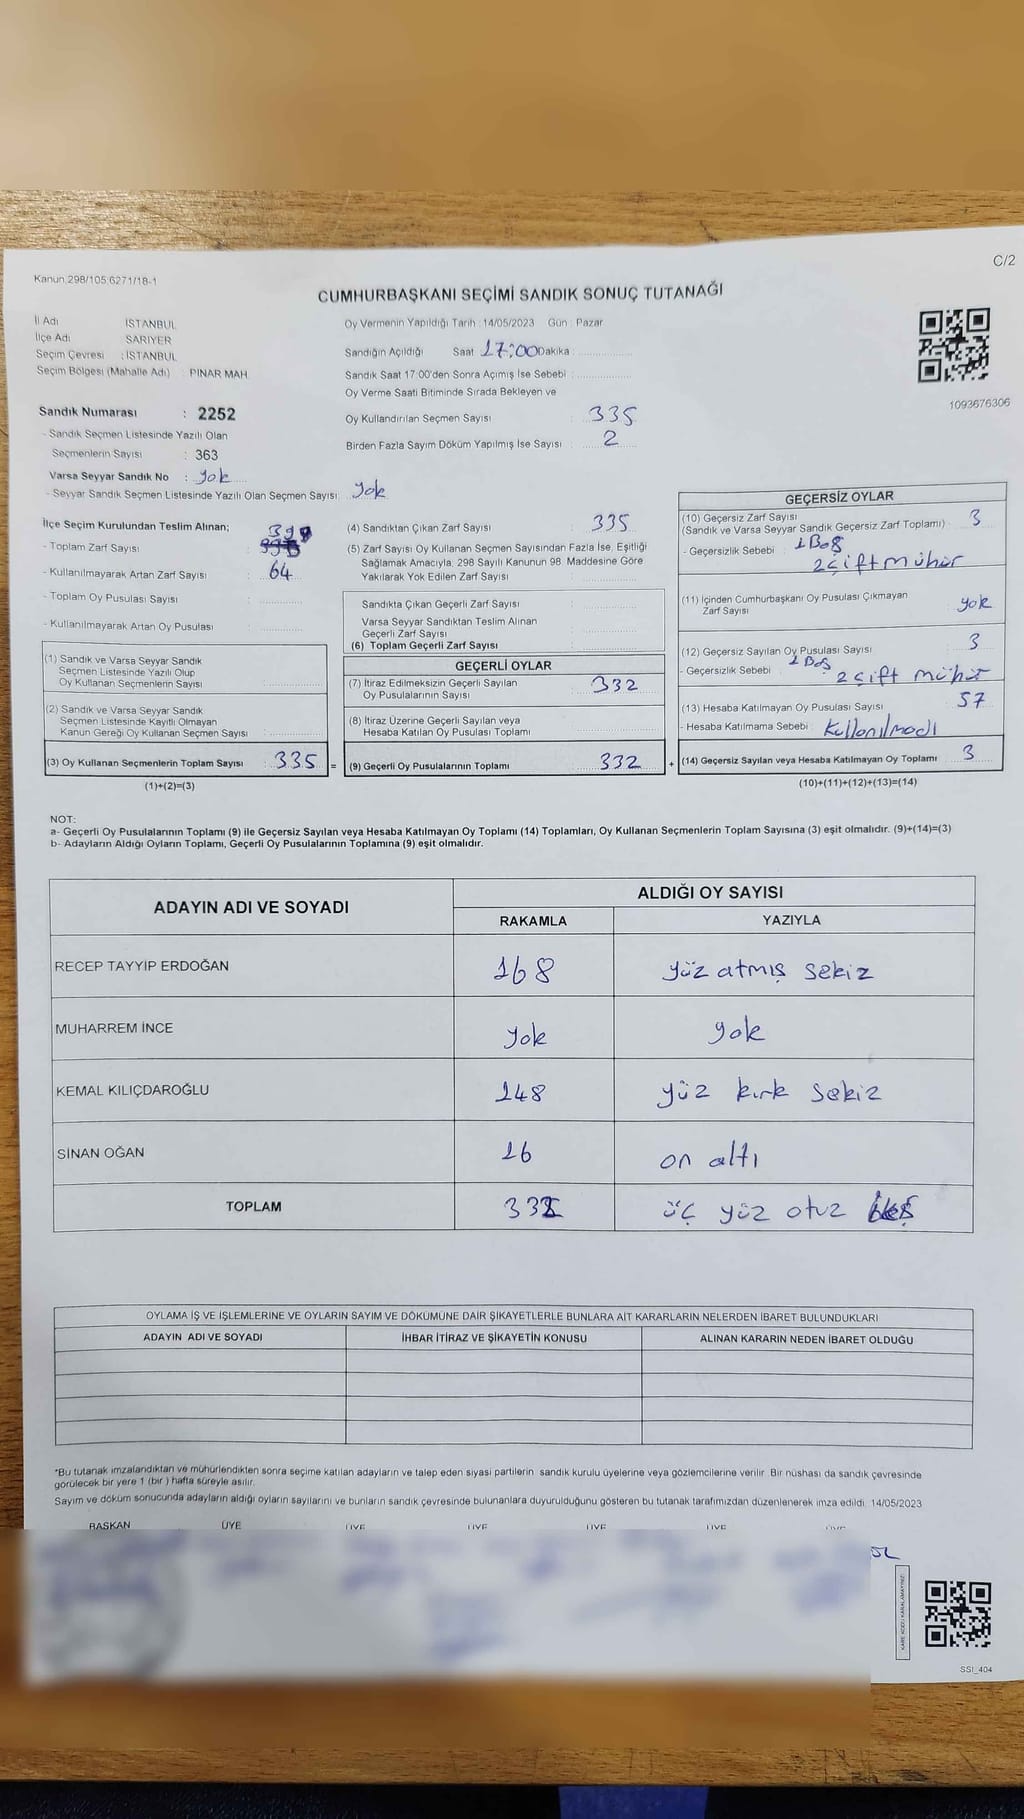 C/2
Kanun 298/105 6271/18-1
CUMHURBAŞKANI SEÇİMİ SANDIK SONUÇ TUTANAĞI
İl Adı İSTANBUL
İlçe Adı SARIYER
Seçim Çevresi : İSTANBUL
Seçim Bölgesi (Mahalle Adı) : PINAR MAH.
Sandık Numarası : 2252
- Sandık Seçmen Listesinde Yazılı Olan
Seçmenlerin Sayısı : 363
Varsa Seyyar Sandık No : yok
- Seyyar Sandık Seçmen Listesinde Yazılı Olan Seçmen Sayısı: yok
Oy Vermenin Yapıldığı Tarih : 14/05/2023 Gün : Pazar
Sandığın Açıldığı Saat 17:00 Dakika :
Sandık Saat 17:00'den Sonra Açımış İse Sebebi :
Oy Verme Saati Bitiminde Sırada Bekleyen ve
Oy Kullandırılan Seçmen Sayısı : 335
Birden Fazla Sayım Döküm Yapılmış İse Sayısı : 2
1093676306
İlçe Seçim Kurulundan Teslim Alınan;
- Toplam Zarf Sayısı :
- Kullanılmayarak Artan Zarf Sayısı : 64
- Toplam Oy Pusulası Sayısı :
- Kullanılmayarak Artan Oy Pusulası :
(1) Sandık ve Varsa Seyyar Sandık
Seçmen Listesinde Yazılı Olup
Oy Kullanan Seçmenlerin Sayısı
(2) Sandık ve Varsa Seyyar Sandık
Seçmen Listesinde Kayıtlı Olmayan
Kanun Gereği Oy Kullanan Seçmen Sayısı :
(3) Oy Kullanan Seçmenlerin Toplam Sayısı 335 =
(1)+(2)=(3)
(4) Sandıktan Çıkan Zarf Sayısı : 335
(5) Zarf Sayısı Oy Kullanan Seçmen Sayısından Fazla İse, Eşitliği
Sağlamak Amacıyla, 298 Sayılı Kanunun 98. Maddesine Göre
Yakılarak Yok Edilen Zarf Sayısı :
Sandıkta Çıkan Geçerli Zarf Sayısı :
Varsa Seyyar Sandıktan Teslim Alınan
Geçerli Zarf Sayısı :
(6) Toplam Geçerli Zarf Sayısı
GEÇERLİ OYLAR
(7) İtiraz Edilmeksizin Geçerli Sayılan
Oy Pusulalarının Sayısı : 332
(8) İtiraz Üzerine Geçerli Sayılan veya
Hesaba Katılan Oy Pusulası Toplamı
(9) Geçerli Oy Pusulalarının Toplamı 332 +
GEÇERSİZ OYLAR
(10) Geçersiz Zarf Sayısı 3
(Sandık ve Varsa Seyyar Sandık Geçersiz Zarf Toplamı) :
- Geçersizlik Sebebi : 1 Boş
2 çift mühür
(11) İçinden Cumhurbaşkanı Oy Pusulası Çıkmayan
Zarf Sayısı yok
(12) Geçersiz Sayılan Oy Pusulası Sayısı 3
- Geçersizlik Sebebi : 1 Boş
2 çift mühür
(13) Hesaba Katılmayan Oy Pusulası Sayısı : 57
- Hesaba Katılmama Sebebi : kullanılmadı
(14) Geçersiz Sayılan veya Hesaba Katılmayan Oy Toplamı : 3
(10)+(11)+(12)+(13)=(14)
NOT:
a- Geçerli Oy Pusulalarının Toplamı (9) ile Geçersiz Sayılan veya Hesaba Katılmayan Oy Toplamı (14) Toplamları, Oy Kullanan Seçmenlerin Toplam Sayısına (3) eşit olmalıdır. (9)+(14)=(3)
b- Adayların Aldığı Oyların Toplamı, Geçerli Oy Pusulalarının Toplamına (9) eşit olmalıdır.
ADAYIN ADI VE SOYADI ALDIĞI OY SAYISI
RAKAMLA YAZIYLA
RECEP TAYYİP ERDOĞAN 168 yüz atmış sekiz
MUHARREM İNCE yok yok
KEMAL KILIÇDAROĞLU 148 yüz kırk sekiz
SİNAN OĞAN 16 on altı
TOPLAM 332 üç yüz otuz
OYLAMA İŞ VE İŞLEMLERİNE VE OYLARIN SAYIM VE DÖKÜMÜNE DAİR ŞİKAYETLERLE BUNLARA AİT KARARLARIN NELERDEN İBARET BULUNDUKLARI
ADAYIN ADI VE SOYADI İHBAR İTİRAZ VE ŞİKAYETİN KONUSU ALINAN KARARIN NEDEN İBARET OLDUĞU
*Bu tutanak imzalandıktan ve mühürlendikten sonra seçime katılan adayların ve talep eden siyasi partilerin sandık kurulu üyelerine veya gözlemcilerine verilir. Bir nüshası da sandık çevresinde
görülecek bir yere 1 (bir ) hafta süreyle asılır.
Sayım ve döküm sonucunda adayların aldığı oyların sayılarını ve bunların sandık çevresinde bulunanlara duyurulduğunu gösteren bu tutanak tarafımızdan düzenlenerek imza edildi. 14/05/2023
BAŞKAN ÜYE ÜYE ÜYE ÜYE ÜYE ÜYE
KARE KODU KARALAMAYINIZ
SSI_404